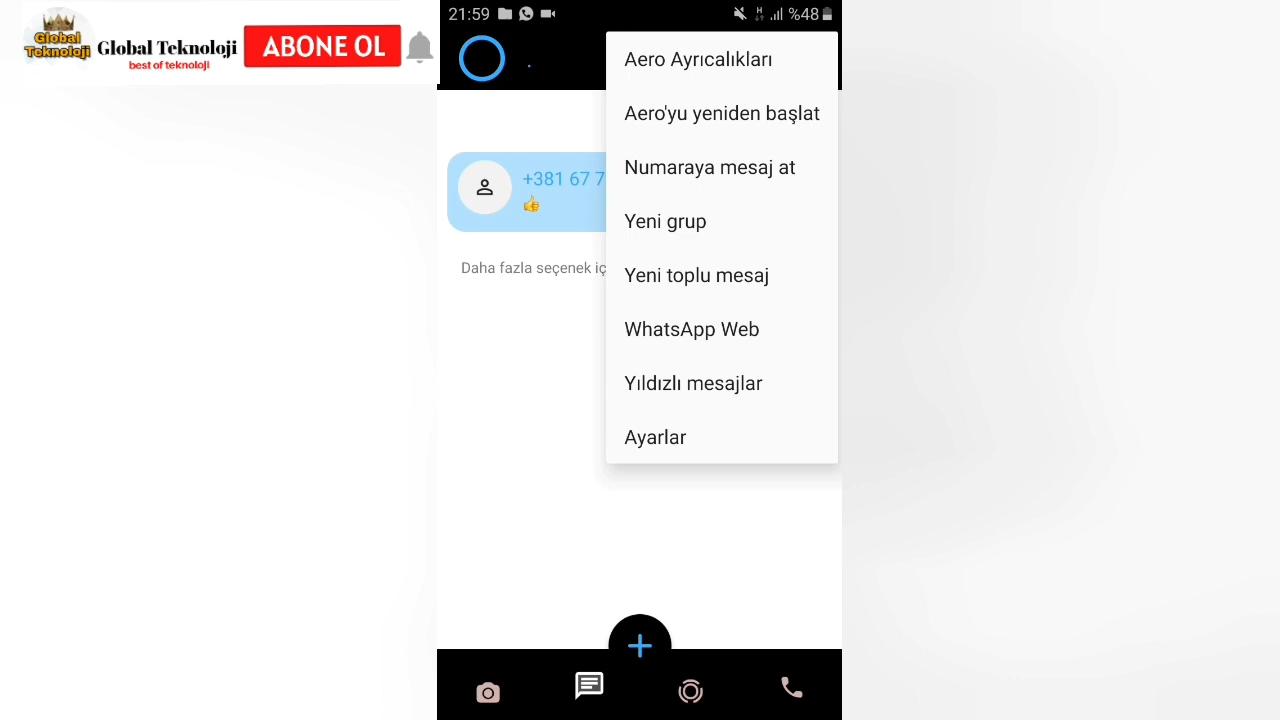 Global
Teknoloji
Global Teknoloji
best of teknoloji
ABONE OL
21:59
H
%48
Aero Ayrıcalıkları
Aero'yu yeniden başlat
Numaraya mesaj at
Yeni grup
Yeni toplu mesaj
WhatsApp Web
Yıldızlı mesajlar
Ayarlar
+381 67 7
Daha fazla seçenek iç